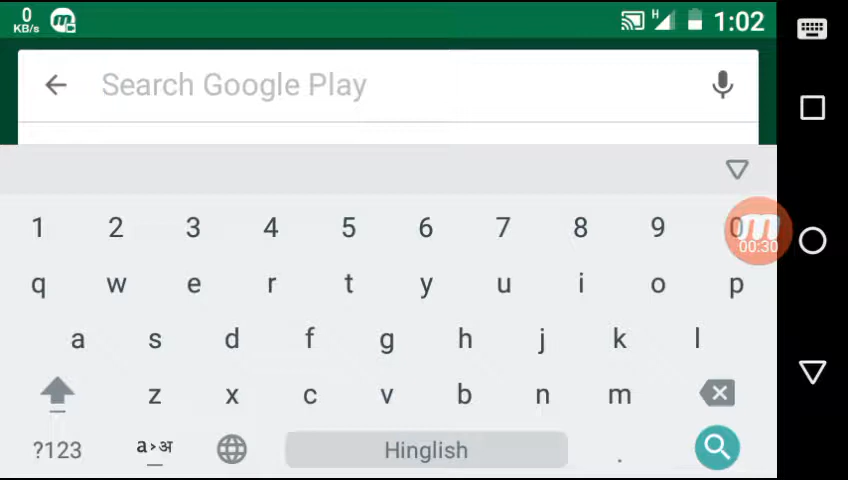 0
KB/s
H
1:02
Search Google Play
1 2 3 4 5 6 7 8 9 0
00:30
q w e r t y u i o p
a s d f g h j k l
z x c v b n m
?123 a>अ Hinglish .